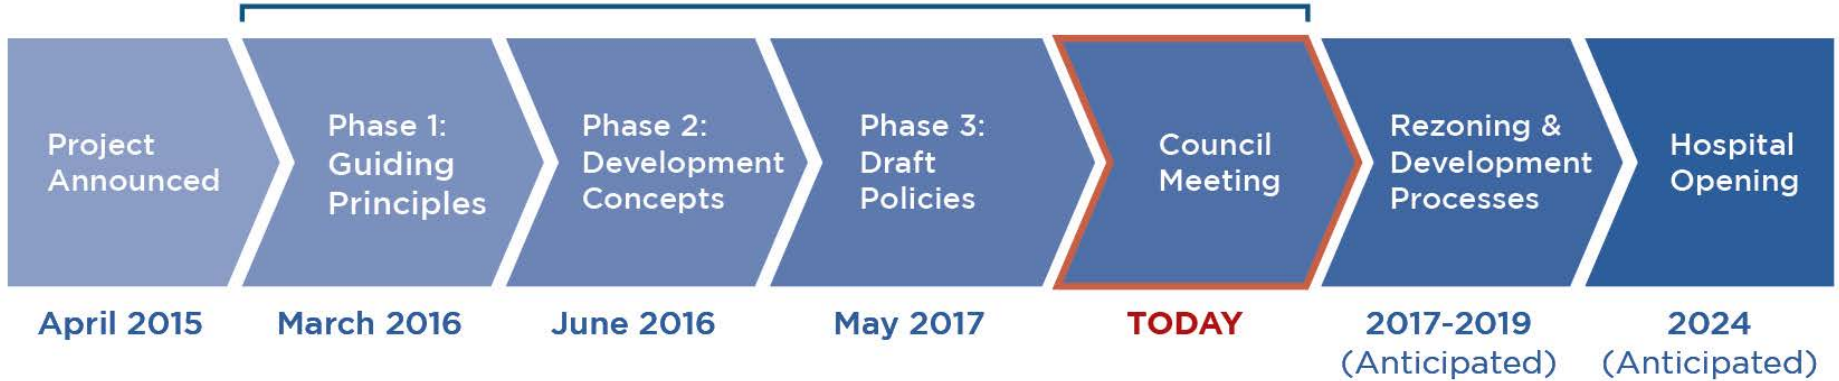 Project
Announced
Phase 1:
Guiding
Principles
Phase 2:
Development
Concepts
Phase 3:
Draft
Policies
Council
Meeting
Rezoning &
Development
Processes
Hospital
Opening
April 2015
March 2016
June 2016
May 2017
TODAY
2017-2019
(Anticipated)
2024
(Anticipated)